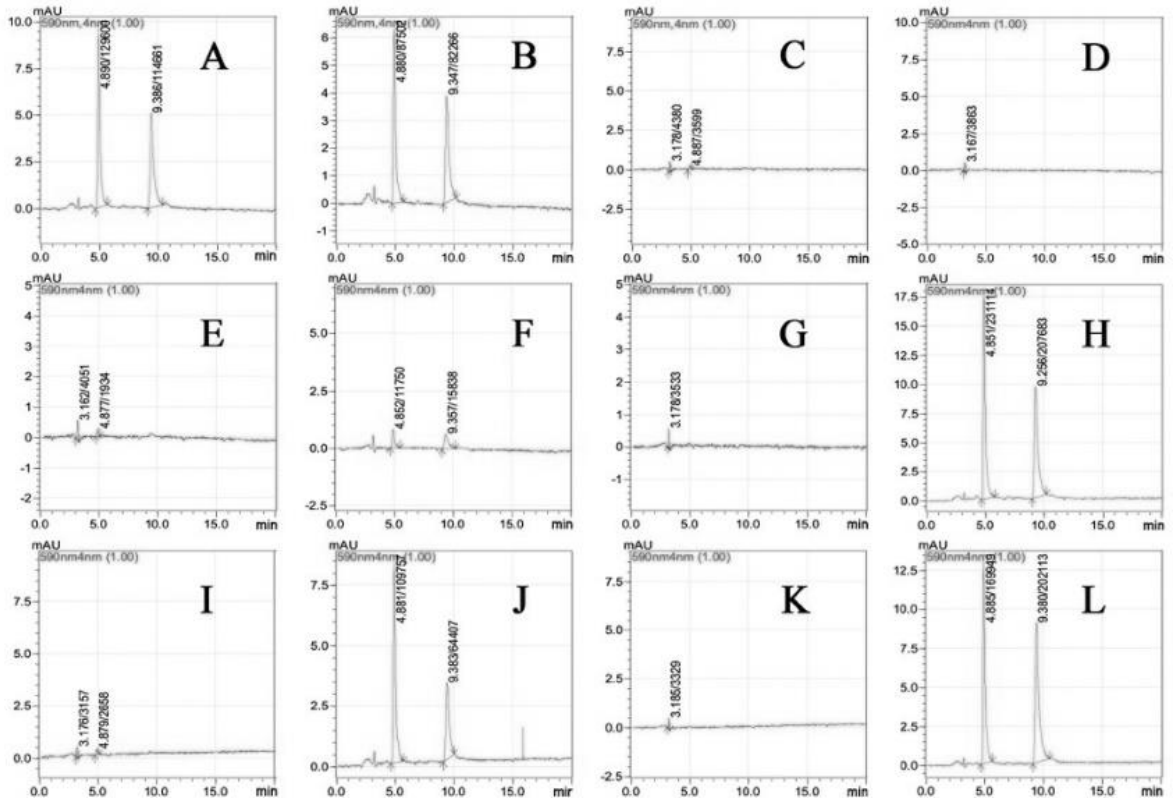 mAU
590nm,4nm (1.00)
A
4.890/129600
9.386/114661
10.0
7.5
5.0
2.5
0.0
0.0 5.0 10.0 15.0 min
mAU
590nm,4nm (1.00)
B
4.880/87502
9.347/82266
6
5
4
3
2
1
0
-1
0.0 5.0 10.0 15.0 min
mAU
590nm,4nm (1.00)
C
3.178/4380
4.887/3599
7.5
5.0
2.5
0.0
-2.5
0.0 5.0 10.0 15.0 min
mAU
590nm4nm (1.00)
D
3.167/3863
10.0
7.5
5.0
2.5
0.0
-2.5
-5.0
0.0 5.0 10.0 15.0 min
mAU
590nm4nm (1.00)
E
3.162/4051
4.877/1934
5
4
3
2
1
0
-1
-2
0.0 5.0 10.0 15.0 min
mAU
590nm4nm (1.00)
F
4.852/11750
9.357/15838
5.0
2.5
0.0
-2.5
0.0 5.0 10.0 15.0 min
mAU
590nm4nm (1.00)
G
3.178/3533
5
4
3
2
1
0
-1
0.0 5.0 10.0 15.0 min
mAU
590nm4nm (1.00)
H
4.851/231114
9.256/207683
17.5
15.0
12.5
10.0
7.5
5.0
2.5
0.0
0.0 5.0 10.0 15.0 min
mAU
590nm4nm (1.00)
I
3.176/3157
4.879/2658
7.5
5.0
2.5
0.0
0.0 5.0 10.0 15.0 min
mAU
590nm4nm (1.00)
J
4.881/109757
9.383/64407
7.5
5.0
2.5
0.0
0.0 5.0 10.0 15.0 mir
mAU
590nm4nm (1.00)
K
3.185/3329
7.5
5.0
2.5
0.0
-2.5
0.0 5.0 10.0 15.0 min
mAU
590nm4nm (1.00)
L
4.885/169949
9.380/202113
12.5
10.0
7.5
5.0
2.5
0.0
0.0 5.0 10.0 15.0 min